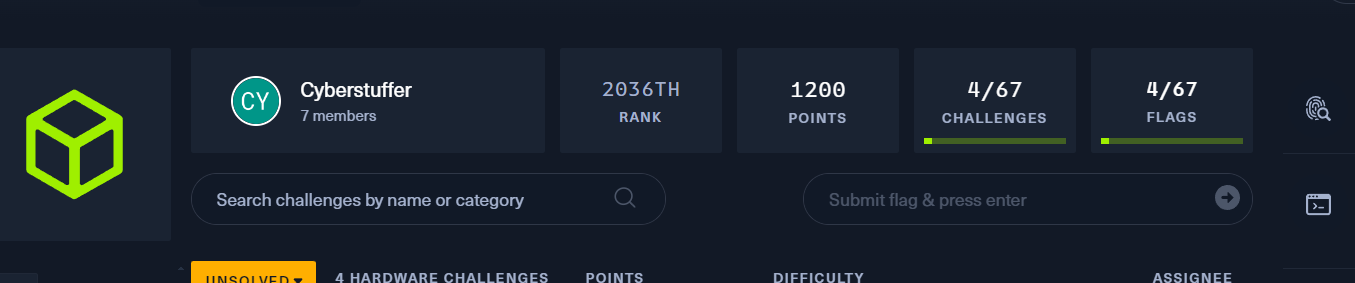 CY
Cyberstuffer
7 members
2036TH
RANK
1200
POINTS
4/67
CHALLENGES
4/67
FLAGS
Search challenges by name or category
Submit flag & press enter
UNSOLVED
4 HARDWARE CHALLENGES
POINTS
DIFFICULTY
ASSIGNEE